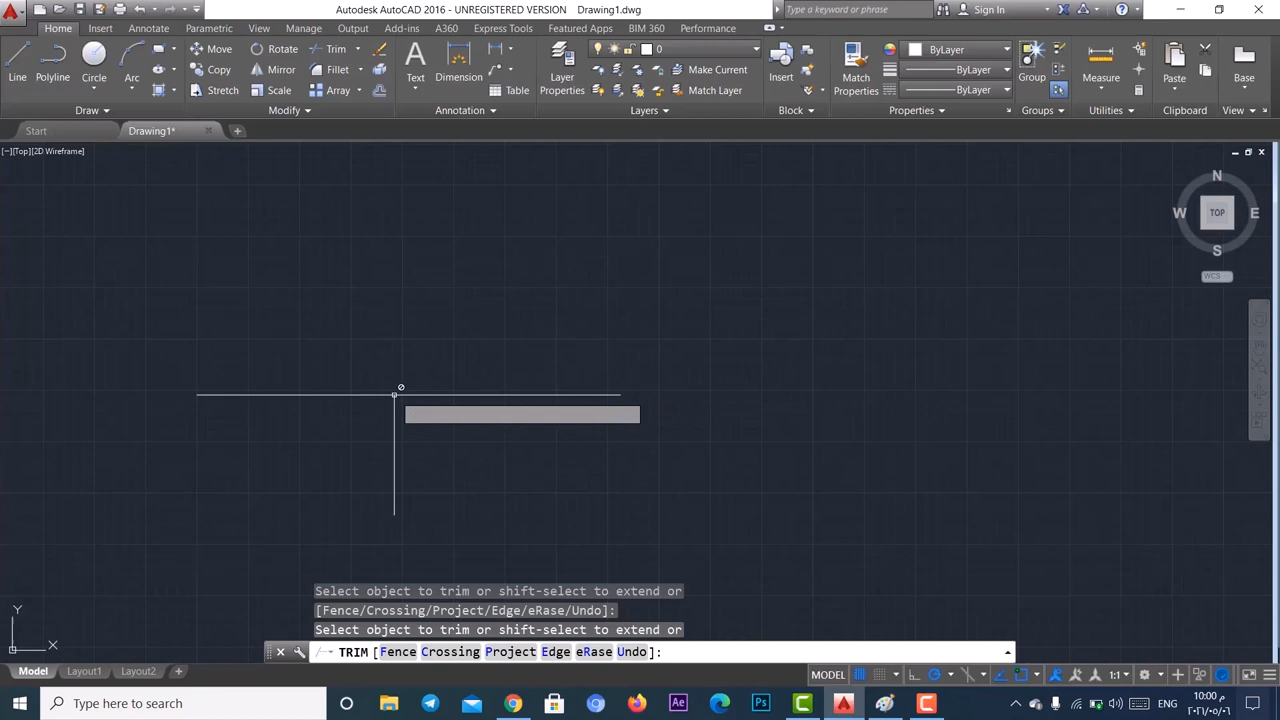 Autodesk AutoCAD 2016 - UNREGISTERED VERSION Drawing1.dwg
Type a keyword or phrase
Sign In
Home Insert Annotate Parametric View Manage Output Add-ins A360 Express Tools Featured Apps BIM 360 Performance
Line Polyline Circle Arc
Move Rotate Trim
Copy Mirror Fillet
Stretch Scale Array
Text Dimension
Table
Layer Properties
0
Make Current
Match Layer
Insert
Match Properties
ByLayer
ByLayer
ByLayer
Group
Measure
Paste
Base
Draw Modify Annotation Layers Block Properties Groups Utilities Clipboard View
Start Drawing1*
[−][Top][2D Wireframe]
N
W TOP E
S
WCS
Select object to trim or shift-select to extend or
[Fence/Crossing/Project/Edge/eRase/Undo]:
Select object to trim or shift-select to extend or
TRIM [Fence Crossing Project Edge eRase Undo]:
Y
X
Model Layout1 Layout2
MODEL 1:1
Type here to search
Ae
Ps
ENG